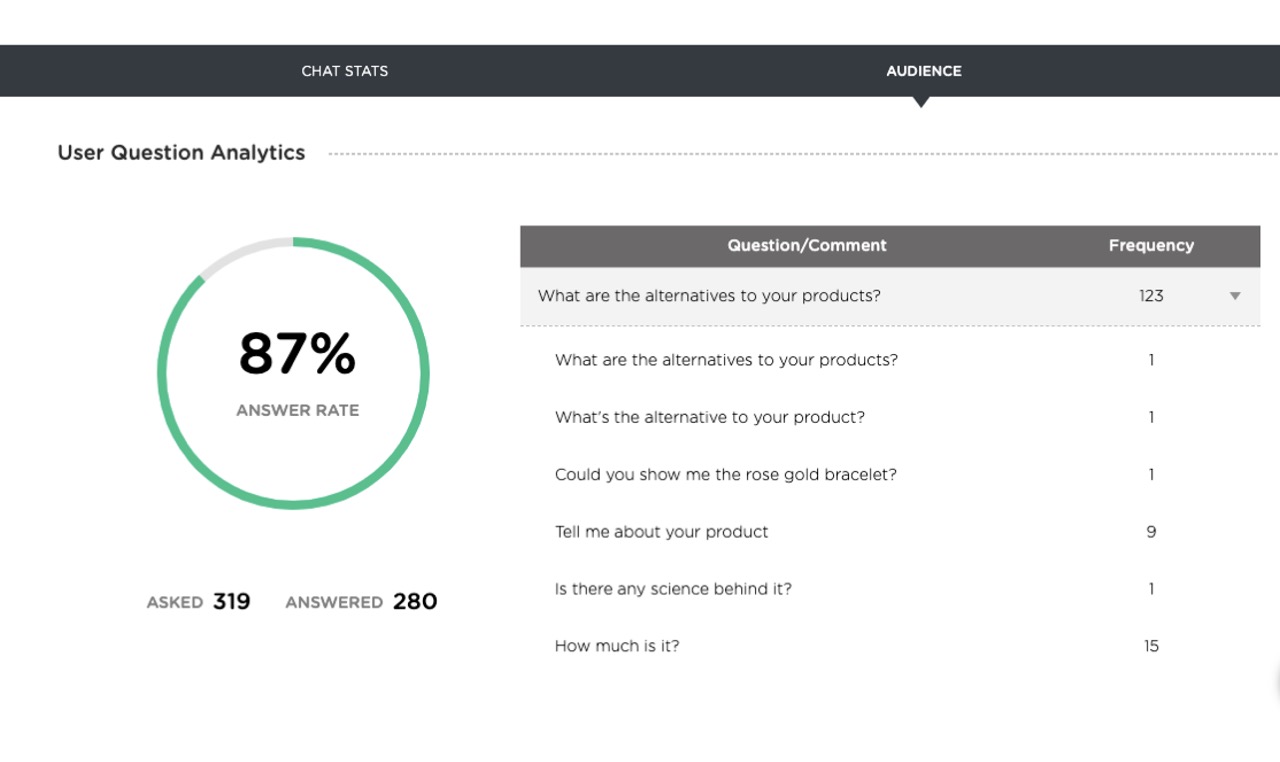 CHAT STATS AUDIENCE
User Question Analytics
87%
ANSWER RATE
ASKED 319 ANSWERED 280
Question/Comment Frequency
What are the alternatives to your products? 123
What are the alternatives to your products? 1
What's the alternative to your product? 1
Could you show me the rose gold bracelet? 1
Tell me about your product 9
Is there any science behind it? 1
How much is it? 15